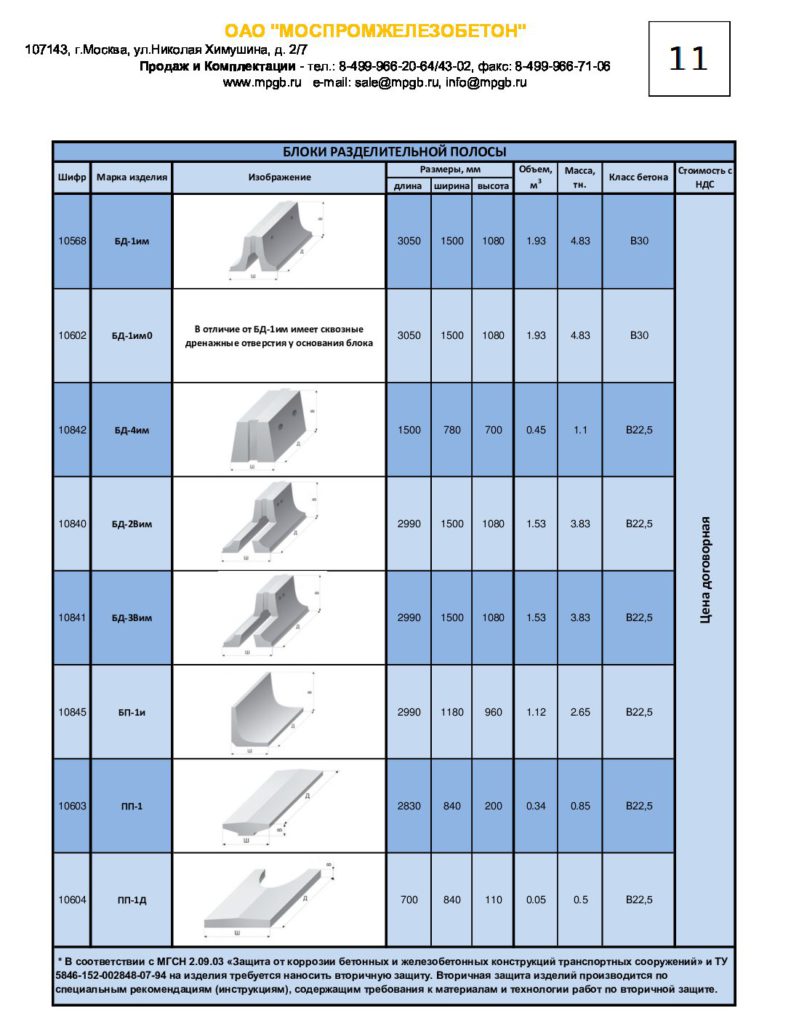 ОАО "МОСПРОМЖЕЛЕЗОБЕТОН"
107143, г.Москва, ул.Николая Химушина, д. 2/7
Продаж и Комплектации - тел.: 8-499-966-20-64/43-02, факс: 8-499-966-71-06
www.mpgb.ru e-mail: sale@mpgb.ru, info@mpgb.ru
11
БЛОКИ РАЗДЕЛИТЕЛЬНОЙ ПОЛОСЫ
Шифр Марка изделия Изображение Размеры, мм Объем, м3 Масса, тн. Класс бетона Стоимость с НДС
длина ширина высота
10568 БД-1им 3050 1500 1080 1.93 4.83 В30
В Д Ш
10602 БД-1им0 В отличие от БД-1им имеет сквозные дренажные отверстия у основания блока 3050 1500 1080 1.93 4.83 В30
10842 БД-4им 1500 780 700 0.45 1.1 В22,5
В Д Ш
10840 БД-2Вим 2990 1500 1080 1.53 3.83 В22,5
В Д Ш
10841 БД-3Вим 2990 1500 1080 1.53 3.83 В22,5
В Д Ш
10845 БП-1и 2990 1180 960 1.12 2.65 В22,5
В Д Ш
10603 ПП-1 2830 840 200 0.34 0.85 В22,5
Д В Ш
10604 ПП-1Д 700 840 110 0.05 0.5 В22,5
В Д Ш
Цена договорная
* В соответствии с МГСН 2.09.03 «Защита от коррозии бетонных и железобетонных конструкций транспортных сооружений» и ТУ
5846-152-002848-07-94 на изделия требуется наносить вторичную защиту. Вторичная защита изделий производится по
специальным рекомендациям (инструкциям), содержащим требования к материалам и технологии работ по вторичной защите.